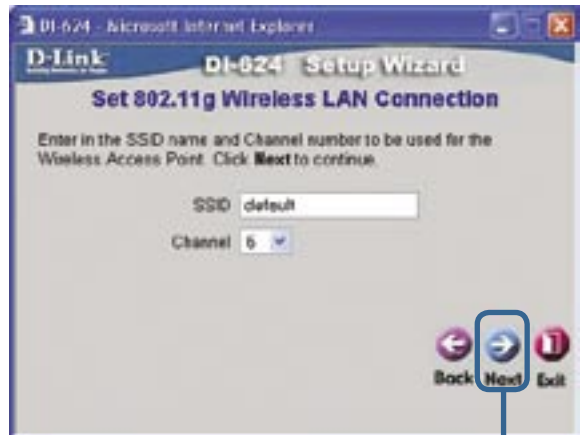 DI-624 - Microsoft Internet Explorer
D-Link
DI-624 Setup Wizard
Set 802.11g Wireless LAN Connection
Enter in the SSID name and Channel number to be used for the
Wireless Access Point. Click Next to continue.
SSID default
Channel 6
Back Next Exit